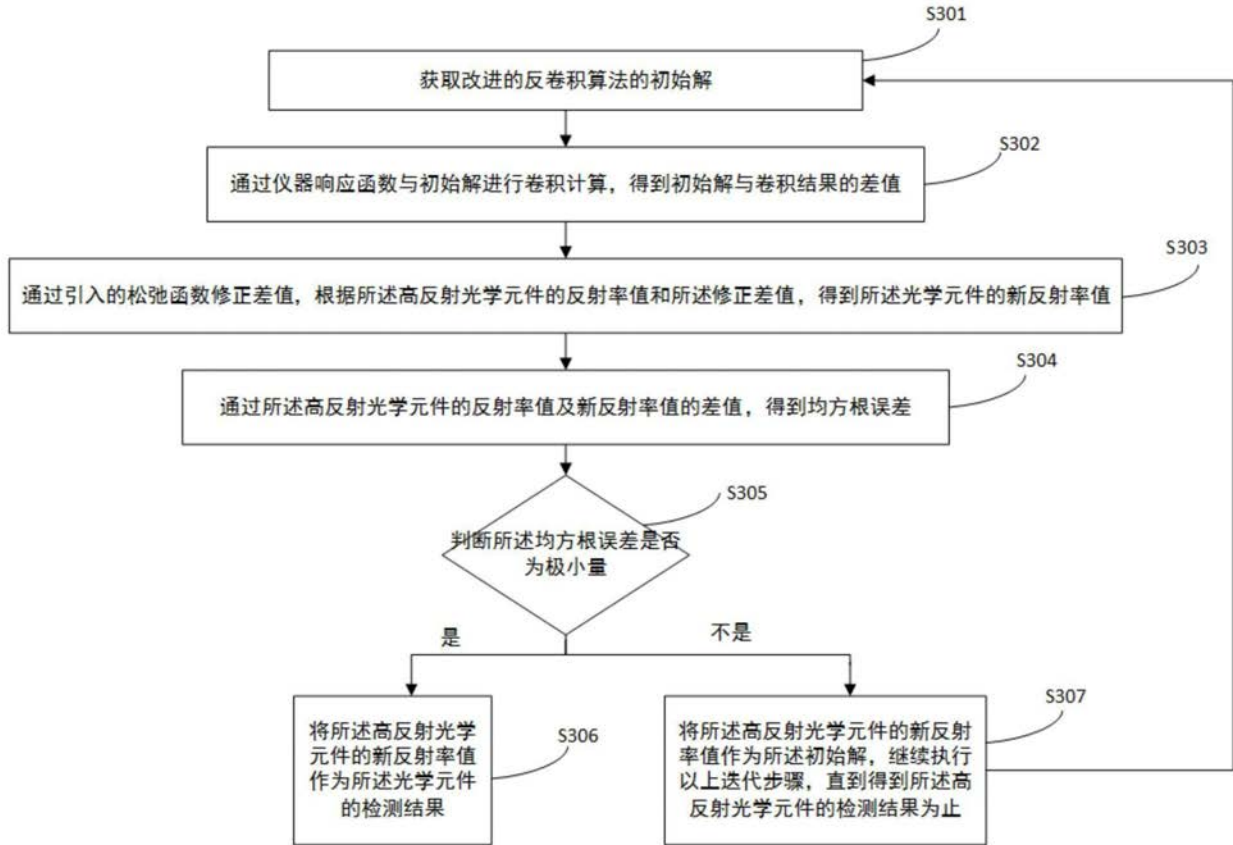 S301
获取改进的反卷积算法的初始解
S302
通过仪器响应函数与初始解进行卷积计算，得到初始解与卷积结果的差值
S303
通过引入的松弛函数修正差值，根据所述高反射光学元件的反射率值和所述修正差值，得到所述光学元件的新反射率值
S304
通过所述高反射光学元件的反射率值及新反射率值的差值，得到均方根误差
S305
判断所述均方根误差是否
为极小量
是
不是
S306
将所述高反射光学
元件的新反射率值
作为所述光学元件
的检测结果
S307
将所述高反射光学元件的新反射
率值作为所述初始解，继续执行
以上迭代步骤，直到得到所述高
反射光学元件的检测结果为止